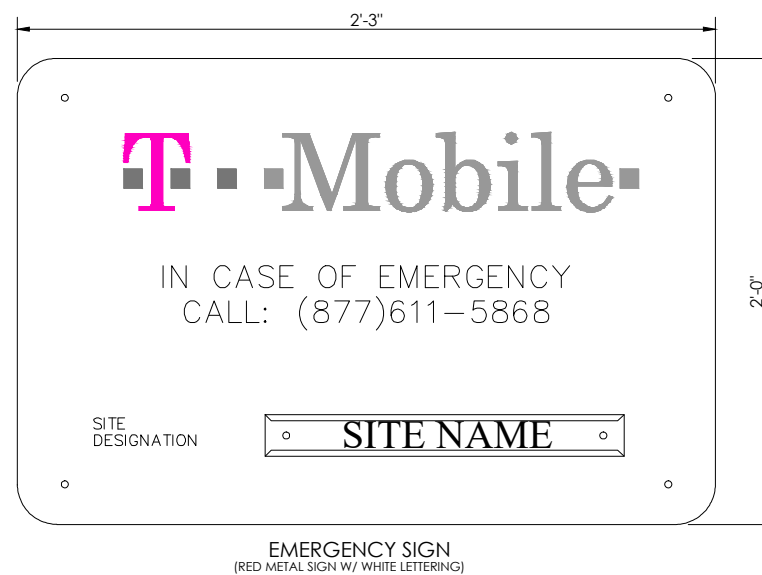 2'-3"
T··Mobile·
IN CASE OF EMERGENCY
CALL: (877)611-5868
2'-0"
SITE
DESIGNATION
SITE NAME
EMERGENCY SIGN
(RED METAL SIGN W/ WHITE LETTERING)